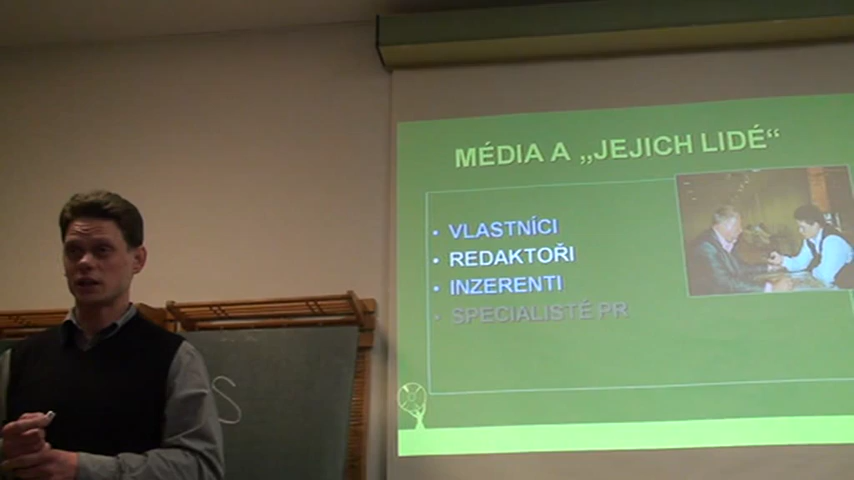 MÉDIA A „JEJICH LIDÉ“
• VLASTNÍCI
• REDAKTOŘI
• INZERENTI
• SPECIALISTÉ PR
S